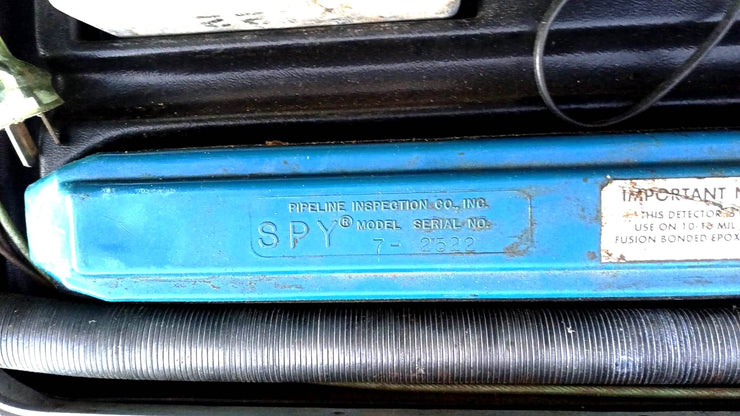 PIPELINE INSPECTION CO., INC.
SPY® MODEL SERIAL NO.
7- 2522
IMPORTANT
THIS DETECTOR IS
USE ON 10-16 MIL
FUSION BONDED EPOX